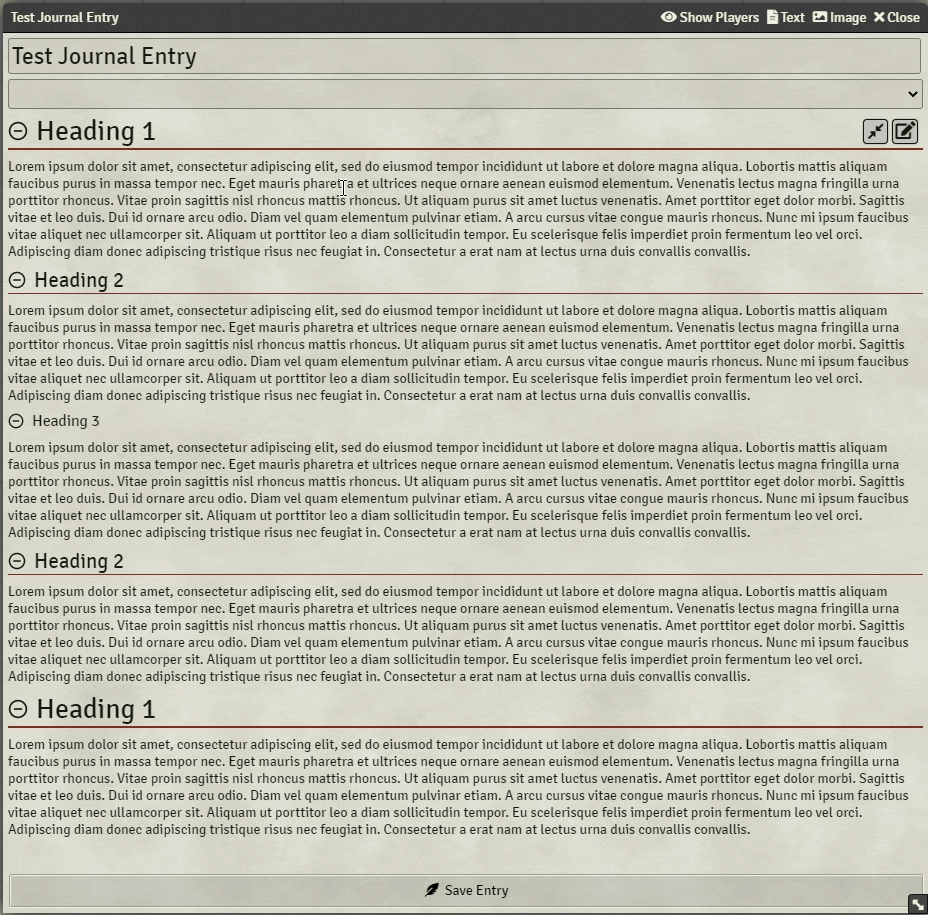 Test Journal Entry Show Players Text Image Close
Test Journal Entry
Heading 1
Lorem ipsum dolor sit amet, consectetur adipiscing elit, sed do eiusmod tempor incididunt ut labore et dolore magna aliqua. Lobortis mattis aliquam
faucibus purus in massa tempor nec. Eget mauris pharetra et ultrices neque ornare aenean euismod elementum. Venenatis lectus magna fringilla urna
porttitor rhoncus. Vitae proin sagittis nisl rhoncus mattis rhoncus. Ut aliquam purus sit amet luctus venenatis. Amet porttitor eget dolor morbi. Sagittis
vitae et leo duis. Dui id ornare arcu odio. Diam vel quam elementum pulvinar etiam. A arcu cursus vitae congue mauris rhoncus. Nunc mi ipsum faucibus
vitae aliquet nec ullamcorper sit. Aliquam ut porttitor leo a diam sollicitudin tempor. Eu scelerisque felis imperdiet proin fermentum leo vel orci.
Adipiscing diam donec adipiscing tristique risus nec feugiat in. Consectetur a erat nam at lectus urna duis convallis convallis.
Heading 2
Lorem ipsum dolor sit amet, consectetur adipiscing elit, sed do eiusmod tempor incididunt ut labore et dolore magna aliqua. Lobortis mattis aliquam
faucibus purus in massa tempor nec. Eget mauris pharetra et ultrices neque ornare aenean euismod elementum. Venenatis lectus magna fringilla urna
porttitor rhoncus. Vitae proin sagittis nisl rhoncus mattis rhoncus. Ut aliquam purus sit amet luctus venenatis. Amet porttitor eget dolor morbi. Sagittis
vitae et leo duis. Dui id ornare arcu odio. Diam vel quam elementum pulvinar etiam. A arcu cursus vitae congue mauris rhoncus. Nunc mi ipsum faucibus
vitae aliquet nec ullamcorper sit. Aliquam ut porttitor leo a diam sollicitudin tempor. Eu scelerisque felis imperdiet proin fermentum leo vel orci.
Adipiscing diam donec adipiscing tristique risus nec feugiat in. Consectetur a erat nam at lectus urna duis convallis convallis.
Heading 3
Lorem ipsum dolor sit amet, consectetur adipiscing elit, sed do eiusmod tempor incididunt ut labore et dolore magna aliqua. Lobortis mattis aliquam
faucibus purus in massa tempor nec. Eget mauris pharetra et ultrices neque ornare aenean euismod elementum. Venenatis lectus magna fringilla urna
porttitor rhoncus. Vitae proin sagittis nisl rhoncus mattis rhoncus. Ut aliquam purus sit amet luctus venenatis. Amet porttitor eget dolor morbi. Sagittis
vitae et leo duis. Dui id ornare arcu odio. Diam vel quam elementum pulvinar etiam. A arcu cursus vitae congue mauris rhoncus. Nunc mi ipsum faucibus
vitae aliquet nec ullamcorper sit. Aliquam ut porttitor leo a diam sollicitudin tempor. Eu scelerisque felis imperdiet proin fermentum leo vel orci.
Adipiscing diam donec adipiscing tristique risus nec feugiat in. Consectetur a erat nam at lectus urna duis convallis convallis.
Heading 2
Lorem ipsum dolor sit amet, consectetur adipiscing elit, sed do eiusmod tempor incididunt ut labore et dolore magna aliqua. Lobortis mattis aliquam
faucibus purus in massa tempor nec. Eget mauris pharetra et ultrices neque ornare aenean euismod elementum. Venenatis lectus magna fringilla urna
porttitor rhoncus. Vitae proin sagittis nisl rhoncus mattis rhoncus. Ut aliquam purus sit amet luctus venenatis. Amet porttitor eget dolor morbi. Sagittis
vitae et leo duis. Dui id ornare arcu odio. Diam vel quam elementum pulvinar etiam. A arcu cursus vitae congue mauris rhoncus. Nunc mi ipsum faucibus
vitae aliquet nec ullamcorper sit. Aliquam ut porttitor leo a diam sollicitudin tempor. Eu scelerisque felis imperdiet proin fermentum leo vel orci.
Adipiscing diam donec adipiscing tristique risus nec feugiat in. Consectetur a erat nam at lectus urna duis convallis convallis.
Heading 1
Lorem ipsum dolor sit amet, consectetur adipiscing elit, sed do eiusmod tempor incididunt ut labore et dolore magna aliqua. Lobortis mattis aliquam
faucibus purus in massa tempor nec. Eget mauris pharetra et ultrices neque ornare aenean euismod elementum. Venenatis lectus magna fringilla urna
porttitor rhoncus. Vitae proin sagittis nisl rhoncus mattis rhoncus. Ut aliquam purus sit amet luctus venenatis. Amet porttitor eget dolor morbi. Sagittis
vitae et leo duis. Dui id ornare arcu odio. Diam vel quam elementum pulvinar etiam. A arcu cursus vitae congue mauris rhoncus. Nunc mi ipsum faucibus
vitae aliquet nec ullamcorper sit. Aliquam ut porttitor leo a diam sollicitudin tempor. Eu scelerisque felis imperdiet proin fermentum leo vel orci.
Adipiscing diam donec adipiscing tristique risus nec feugiat in. Consectetur a erat nam at lectus urna duis convallis convallis.
Save Entry